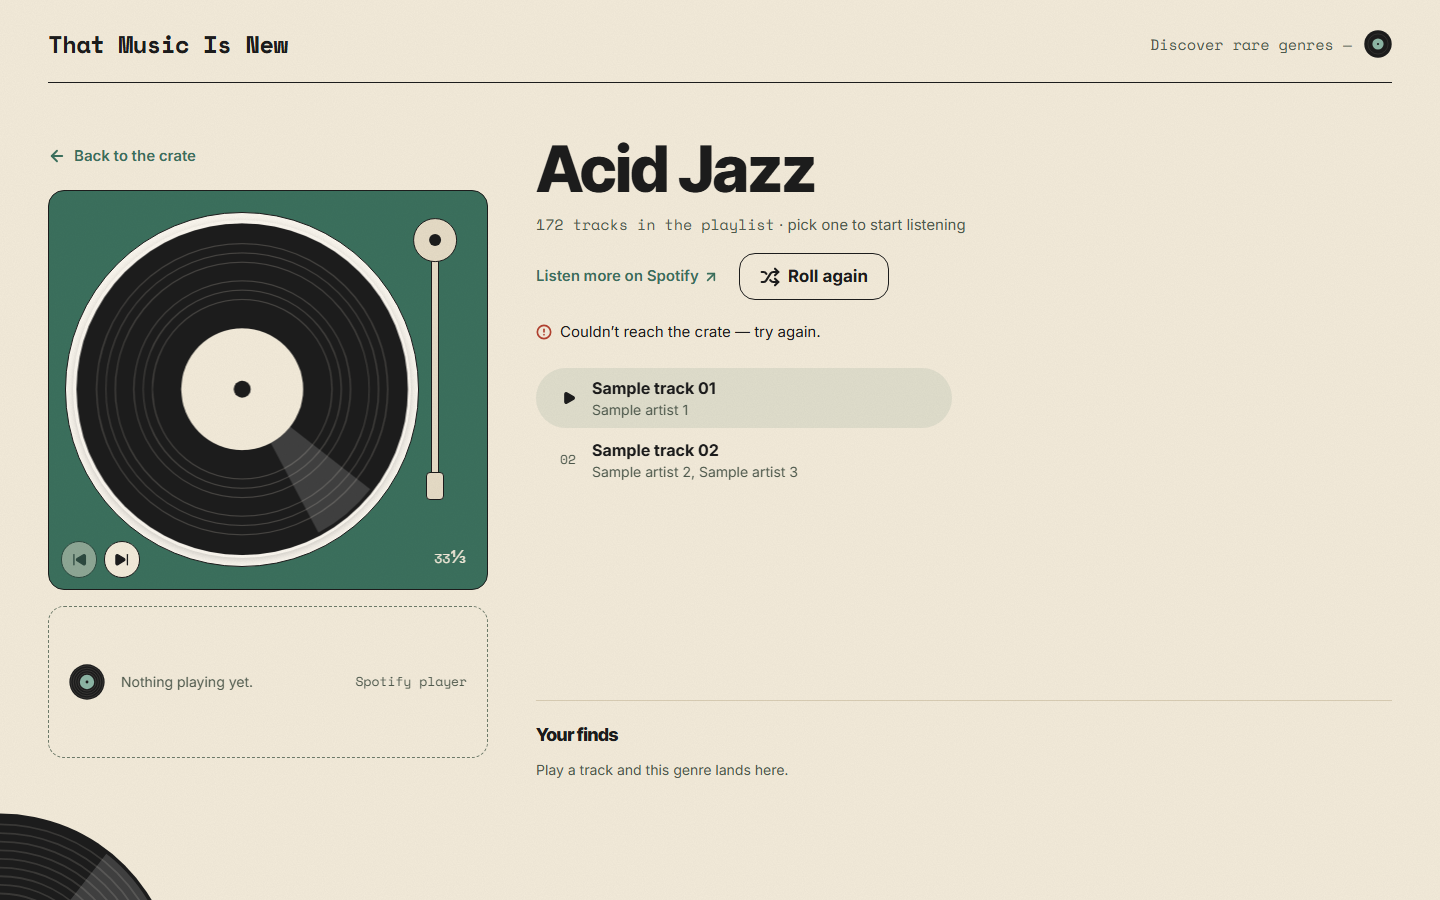 That Music Is New
Discover rare genres —
Back to the crate
Acid Jazz
172 tracks in the playlist · pick one to start listening
Listen more on Spotify
Roll again
Couldn’t reach the crate — try again.
Sample track 01
Sample artist 1
02
Sample track 02
Sample artist 2, Sample artist 3
33⅓
Nothing playing yet.
Spotify player
Your finds
Play a track and this genre lands here.